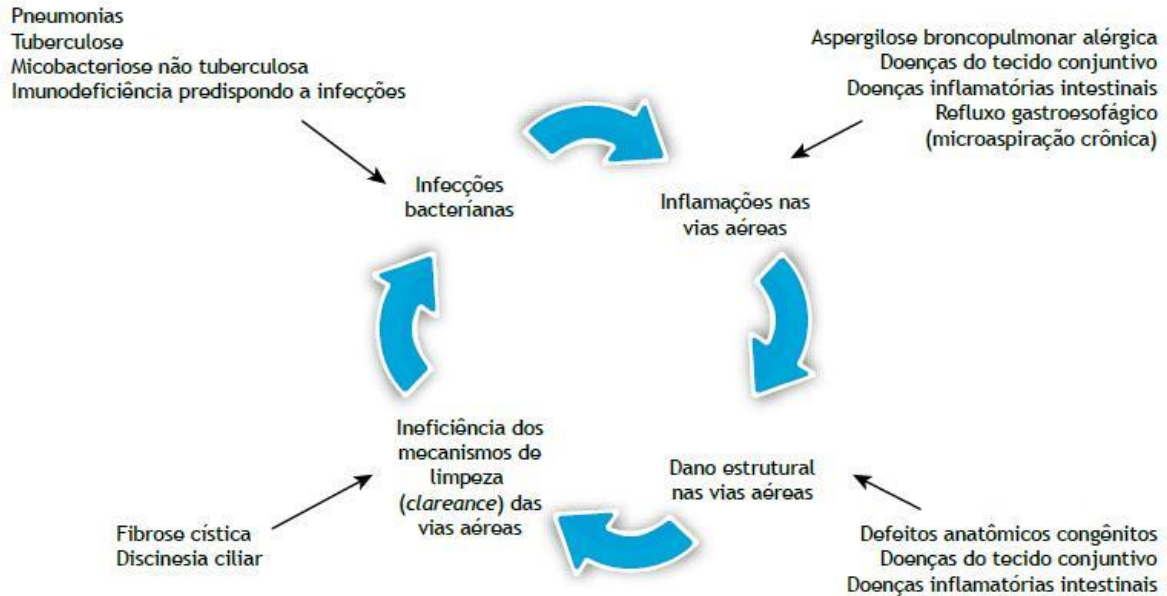 Pneumonias
Tuberculose
Micobacteriose não tuberculosa
Imunodeficiência predispondo a infecções
Aspergilose broncopulmonar alérgica
Doenças do tecido conjuntivo
Doenças inflamatórias intestinais
Refluxo gastroesofágico
(microaspiração crônica)
Infecções
bacterianas
Inflamações nas
vias aéreas
Ineficiência dos
mecanismos de
limpeza
(clareance) das
vias aéreas
Dano estrutural
nas vias aéreas
Fibrose cística
Discinesia ciliar
Defeitos anatômicos congênitos
Doenças do tecido conjuntivo
Doenças inflamatórias intestinais